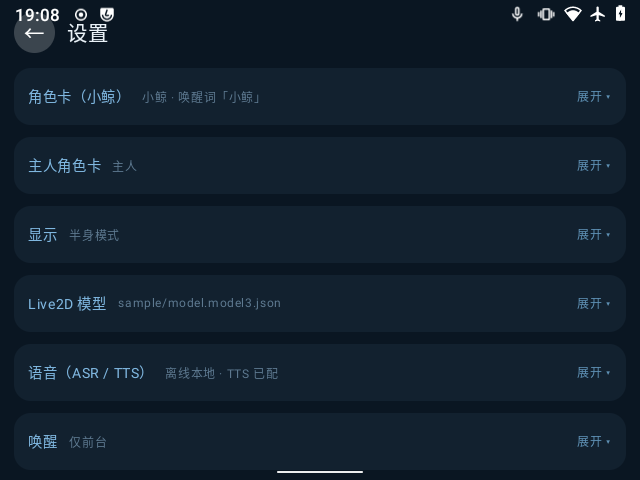 19:08
设置
角色卡（小鲸） 小鲸 · 唤醒词「小鲸」 展开 ▾
主人角色卡 主人 展开 ▾
显示 半身模式 展开 ▾
Live2D 模型 sample/model.model3.json 展开 ▾
语音（ASR / TTS） 离线本地 · TTS 已配 展开 ▾
唤醒 仅前台 展开 ▾